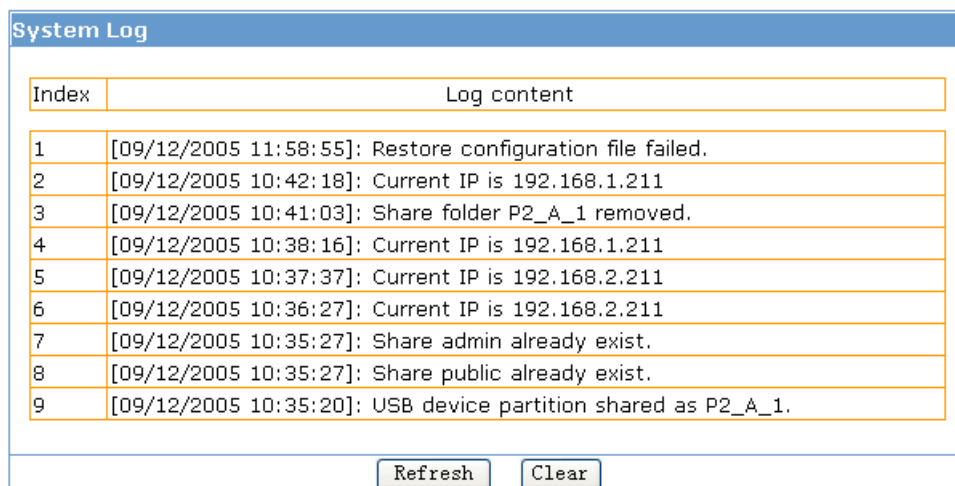 System Log
Index Log content
1 [09/12/2005 11:58:55]: Restore configuration file failed.
2 [09/12/2005 10:42:18]: Current IP is 192.168.1.211
3 [09/12/2005 10:41:03]: Share folder P2_A_1 removed.
4 [09/12/2005 10:38:16]: Current IP is 192.168.1.211
5 [09/12/2005 10:37:37]: Current IP is 192.168.2.211
6 [09/12/2005 10:36:27]: Current IP is 192.168.2.211
7 [09/12/2005 10:35:27]: Share admin already exist.
8 [09/12/2005 10:35:27]: Share public already exist.
9 [09/12/2005 10:35:20]: USB device partition shared as P2_A_1.
Refresh Clear